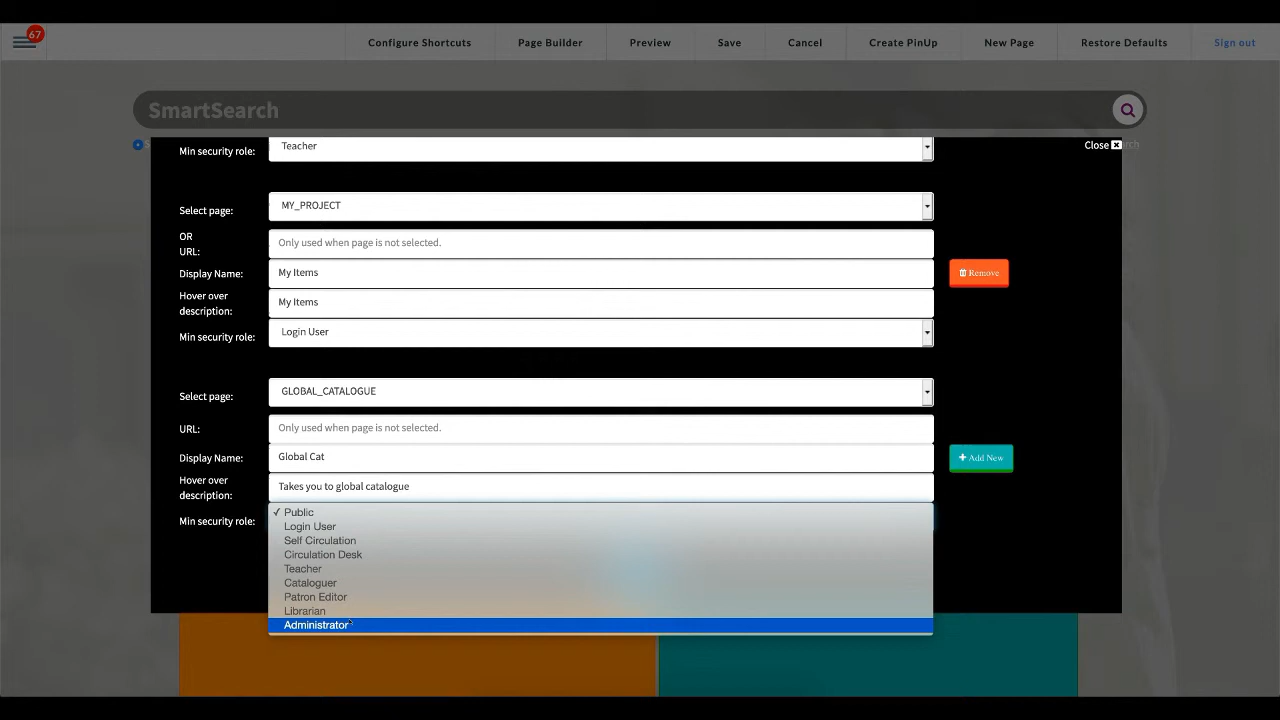 67
Configure Shortcuts
Page Builder
Preview
Save
Cancel
Create PinUp
New Page
Restore Defaults
Sign out
SmartSearch
Close
Min security role:
Teacher
Select page:
MY_PROJECT
OR
URL:
Only used when page is not selected.
Display Name:
My Items
Remove
Hover over
description:
My Items
Min security role:
Login User
Select page:
GLOBAL_CATALOGUE
URL:
Only used when page is not selected.
Display Name:
Global Cat
+ Add New
Hover over
description:
Takes you to global catalogue
Min security role:
✓ Public
Login User
Self Circulation
Circulation Desk
Teacher
Cataloguer
Patron Editor
Librarian
Administrator